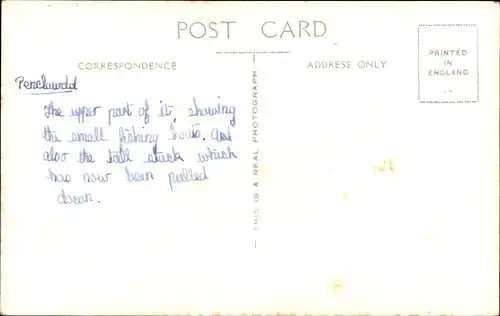 POST CARD
CORRESPONDENCE
ADDRESS ONLY
PRINTED
IN
ENGLAND
THIS IS A REAL PHOTOGRAPH
Penclawdd
The upper part of it, showing
the small fishing boats. And
also the tall stack which
has now been pulled
down.